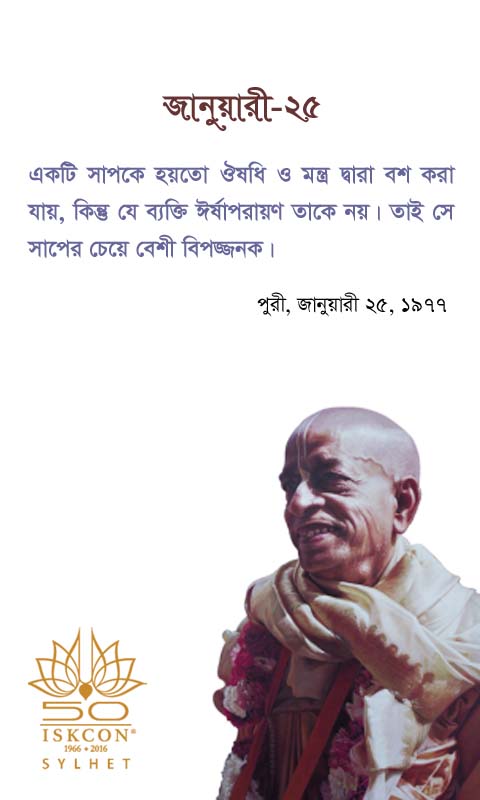 জানুয়ারী-২৫
একটি সাপকে হয়তো ঔষধি ও মন্ত্র দ্বারা বশ করা
যায়, কিন্তু যে ব্যক্তি ঈর্ষাপরায়ণ তাকে নয়। তাই সে
সাপের চেয়ে বেশী বিপজ্জনক।
পুরী, জানুয়ারী ২৫, ১৯৭৭
50
ISKCON®
1966 • 2016
SYLHET